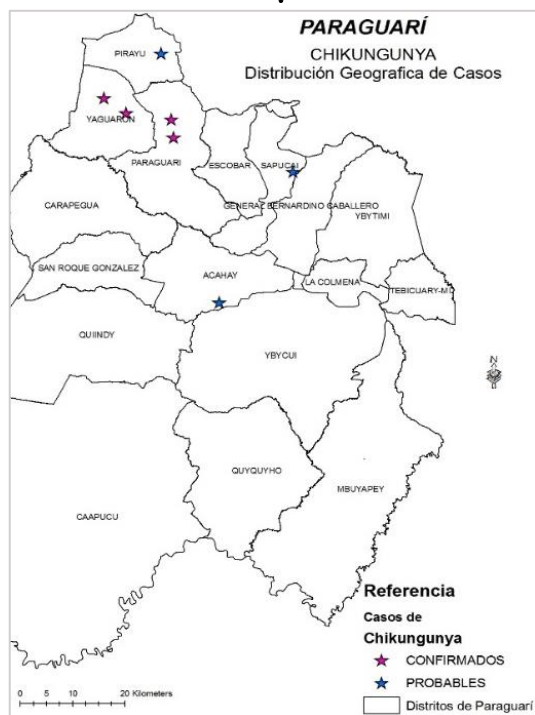 PARAGUARÍ
CHIKUNGUNYA
Distribución Geografica de Casos
PIRAYU
YAGUARON
PARAGUARI
ESCOBAR
SAPUCAI
CARAPEGUA
GENERAL BERNARDINO CABALLERO
YBYTIMI
SAN ROQUE GONZALEZ
ACAHAY
LA COLMENA
TEBICUARY-MI
QUIINDY
YBYCUI
N
QUYQUYHO
MBUYAPEY
CAAPUCU
Referencia
Casos de
Chikungunya
CONFIRMADOS
PROBABLES
Distritos de Paraguarí
0 5 10 20 Kilometers